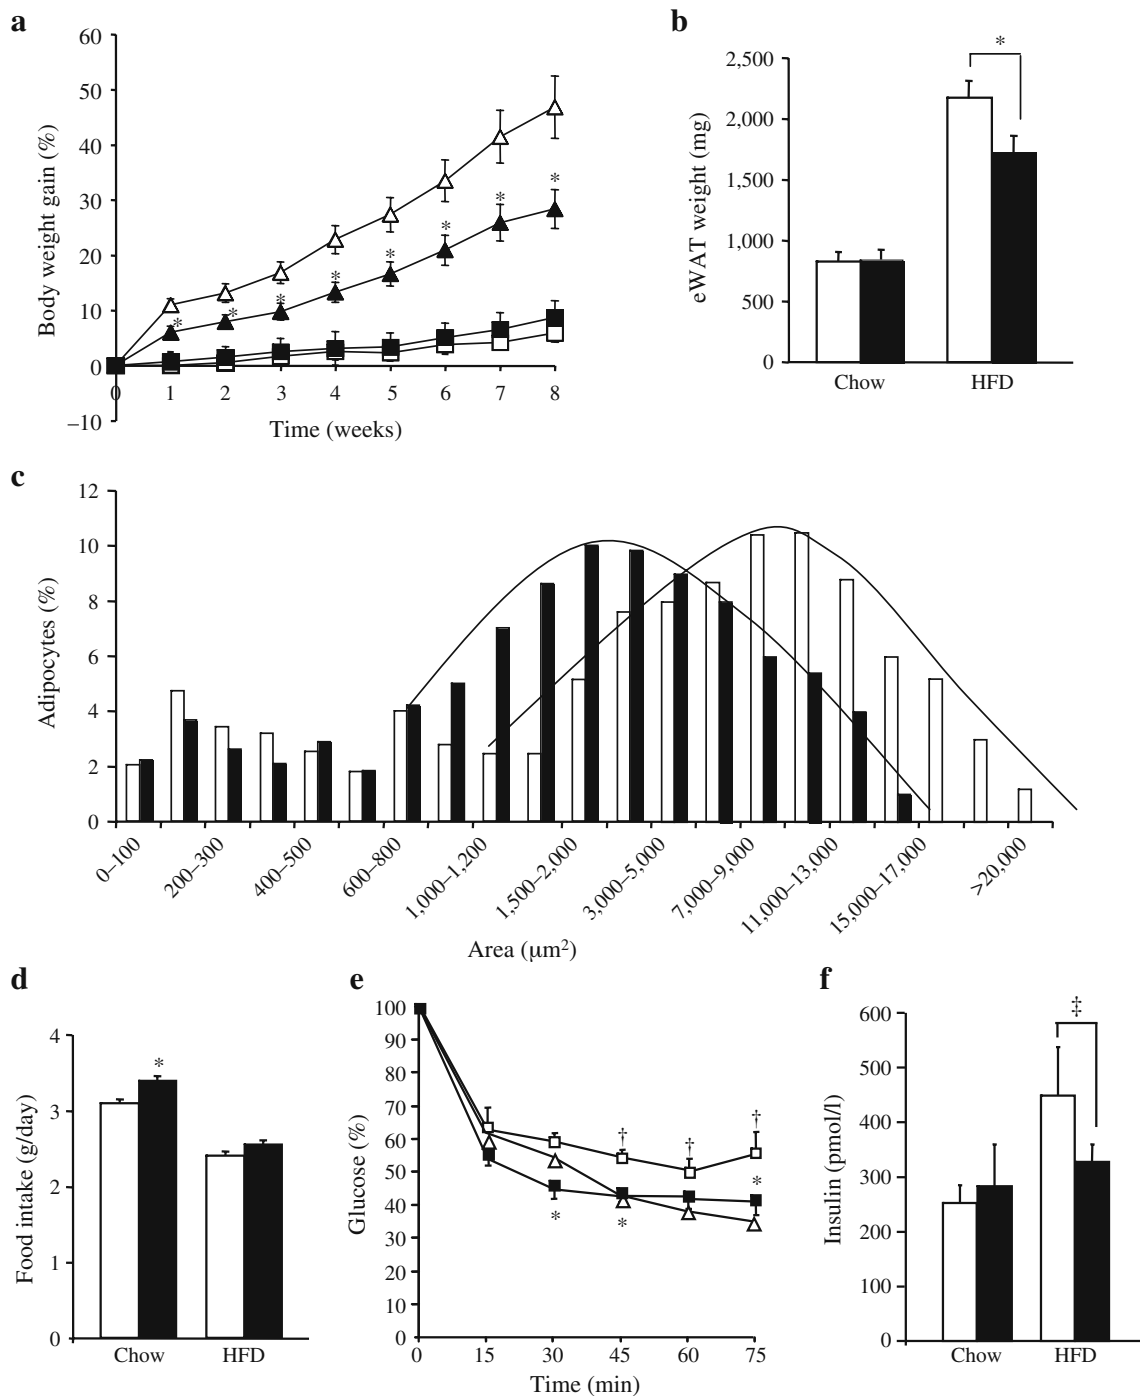 a
60
50
40
30
20
10
0
–10
Body weight gain (%)
* * * * * * * *
0 1 2 3 4 5 6 7 8
Time (weeks)
b
2,500
2,000
1,500
1,000
500
0
eWAT weight (mg)
*
Chow HFD
c
12
10
8
6
4
2
0
Adipocytes (%)
0–100 200–300 400–500 600–800 1,000–1,200 1,500–2,000 3,000–5,000 7,000–9,000 11,000–13,000 15,000–17,000 >20,000
Area (µm²)
d
4
3
2
1
0
Food intake (g/day)
*
Chow HFD
e
100
90
80
70
60
50
40
30
20
10
0
Glucose (%)
† † †
* * *
0 15 30 45 60 75
Time (min)
f
600
500
400
300
200
100
0
Insulin (pmol/l)
‡
Chow HFD